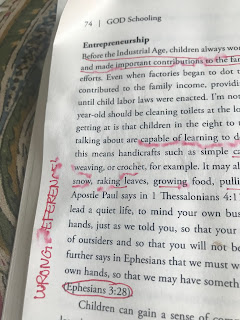 74 | GOD Schooling
Entrepreneurship
Before the Industrial Age, children always wo
and made important contributions to the fa
efforts. Even when factories began to dot t
contributed to the family income, providi
until child labor laws were enacted. I'm not
year-old should be cleaning toilets at the lo
getting at is that children in the eight to
talking about are capable of learning to d
this means handicrafts such as simple
weaving, or crochet, for example. It may al
snow, raking leaves, growing food, pulli
Apostle Paul says in 1 Thessalonians 4:1
lead a quiet life, to mind your own busi
hands, just as we told you, so that your
of outsiders and so that you will not be
further says in Ephesians that we must w
own hands, so that we may have someth
(Ephesians 3:28)
Children can gain a sense of com
WRONG REFERENCE!